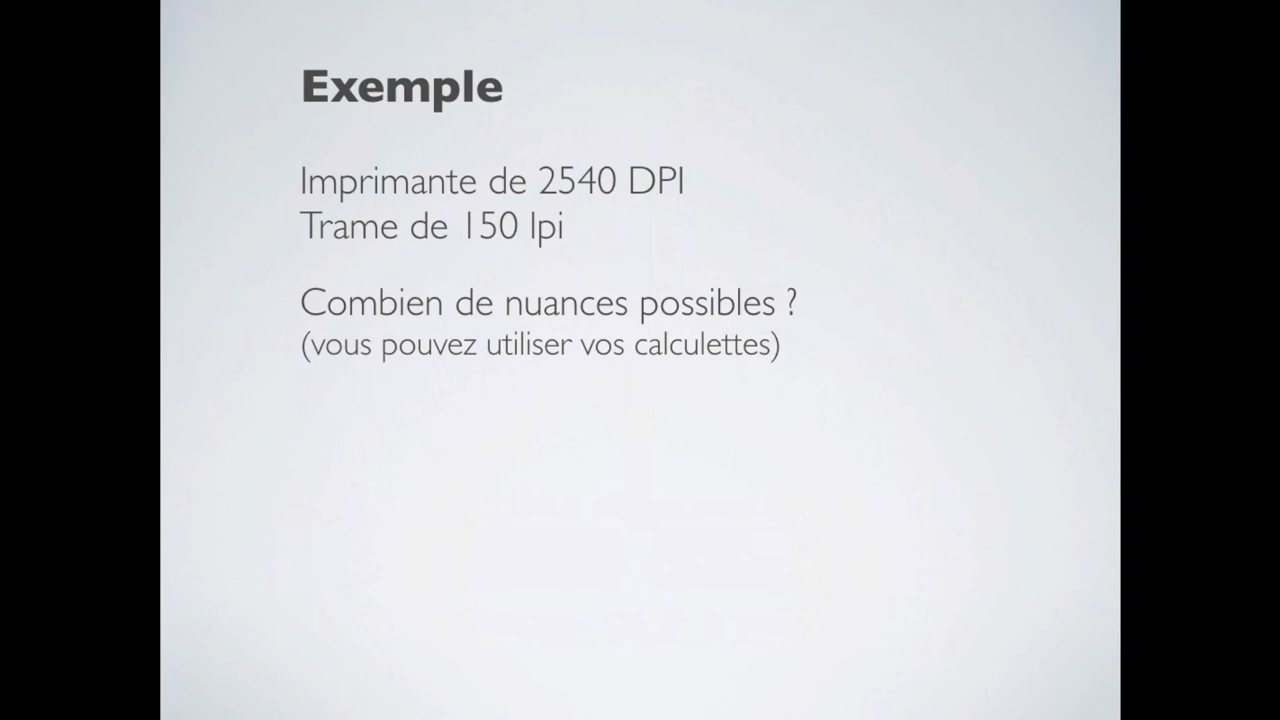 Exemple
Imprimante de 2540 DPI
Trame de 150 lpi
Combien de nuances possibles ?
(vous pouvez utiliser vos calculettes)